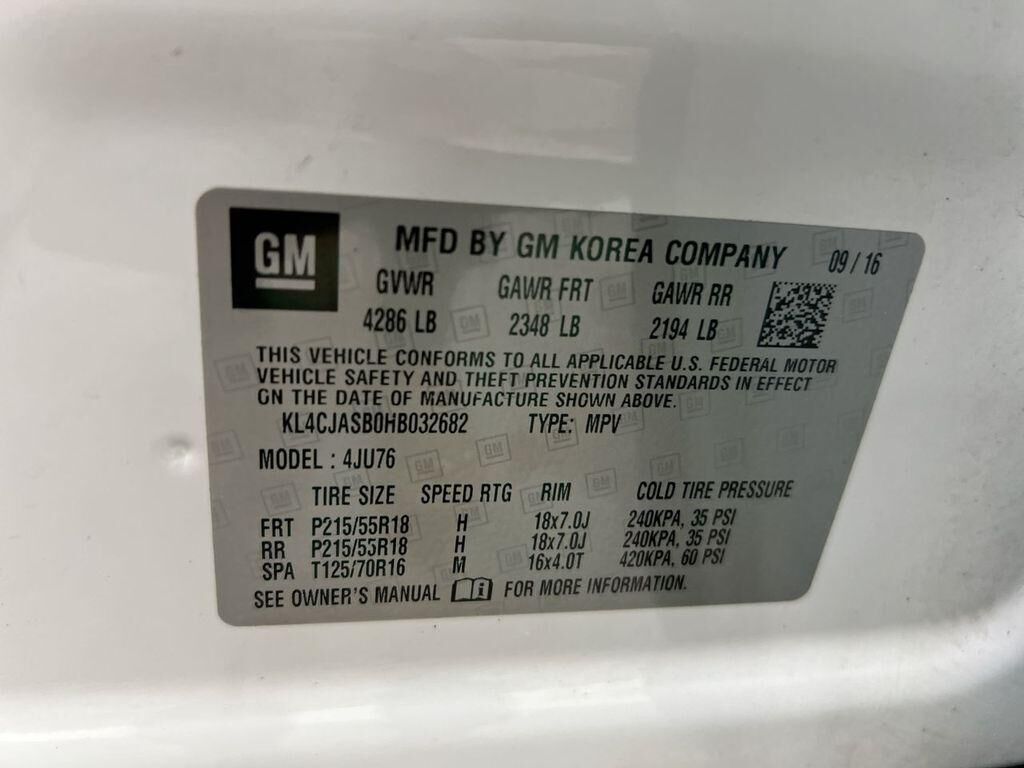 GM
MFD BY GM KOREA COMPANY 09 / 16
GVWR GAWR FRT GAWR RR
4286 LB 2348 LB 2194 LB
THIS VEHICLE CONFORMS TO ALL APPLICABLE U.S. FEDERAL MOTOR
VEHICLE SAFETY AND THEFT PREVENTION STANDARDS IN EFFECT
ON THE DATE OF MANUFACTURE SHOWN ABOVE.
KL4CJASB0HB032682 TYPE: MPV
MODEL : 4JU76
TIRE SIZE SPEED RTG RIM COLD TIRE PRESSURE
FRT P215/55R18 H 18x7.0J 240KPA, 35 PSI
RR P215/55R18 H 18x7.0J 240KPA, 35 PSI
SPA T125/70R16 M 16x4.0T 420KPA, 60 PSI
SEE OWNER'S MANUAL i FOR MORE INFORMATION.